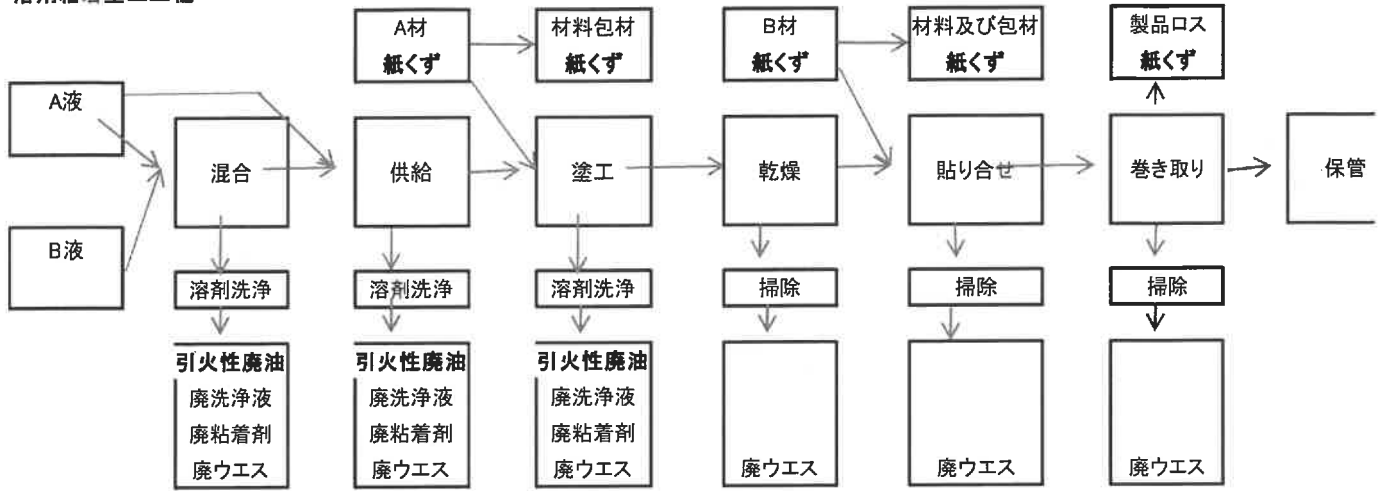 A材
紙くず
材料包材
紙くず
B材
紙くず
材料及び包材
紙くず
製品ロス
紙くず
A液
B液
混合
供給
塗工
乾燥
貼り合せ
巻き取り
保管
溶剤洗浄
溶剤洗浄
溶剤洗浄
掃除
掃除
掃除
引火性廃油
廃洗浄液
廃粘着剤
廃ウエス
引火性廃油
廃洗浄液
廃粘着剤
廃ウエス
引火性廃油
廃洗浄液
廃粘着剤
廃ウエス
廃ウエス
廃ウエス
廃ウエス